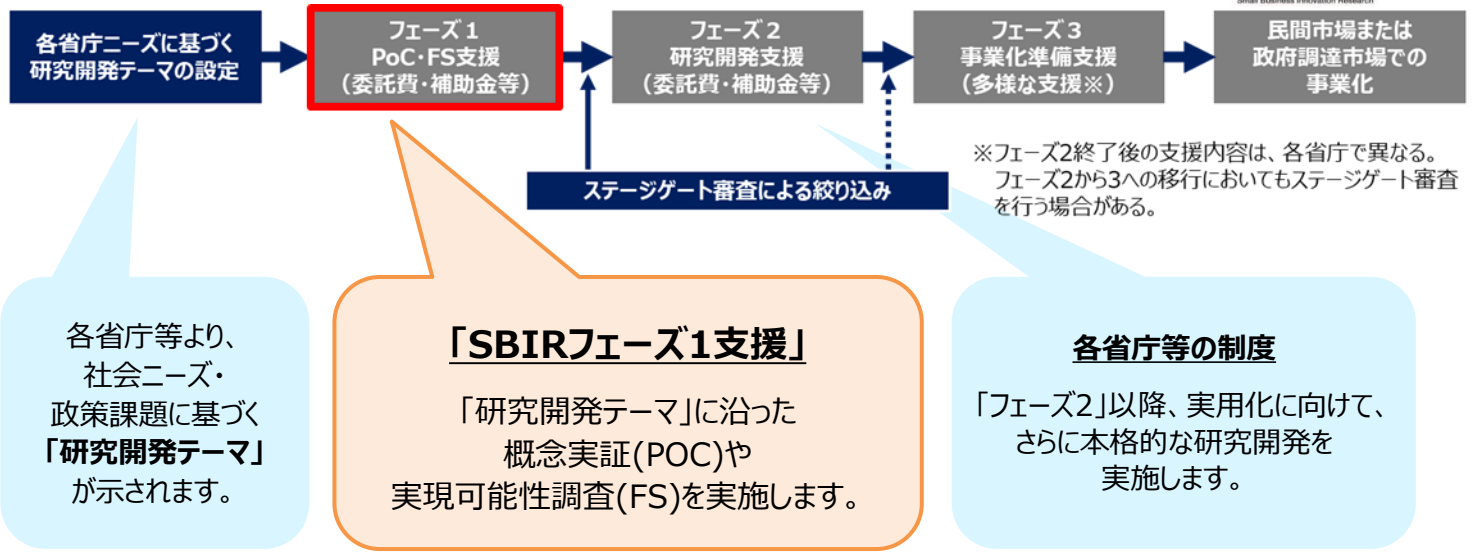 Small Business Innovation Research
各省庁ニーズに基づく
研究開発テーマの設定
フェーズ1
PoC・FS支援
（委託費・補助金等）
フェーズ2
研究開発支援
（委託費・補助金等）
フェーズ3
事業化準備支援
（多様な支援※）
民間市場または
政府調達市場での
事業化
ステージゲート審査による絞り込み
※フェーズ2終了後の支援内容は、各省庁で異なる。
フェーズ2から3への移行においてもステージゲート審査
を行う場合がある。
各省庁等より、
社会ニーズ・
政策課題に基づく
「研究開発テーマ」
が示されます。
「SBIRフェーズ1支援」
「研究開発テーマ」に沿った
概念実証(POC)や
実現可能性調査(FS)を実施します。
各省庁等の制度
「フェーズ2」以降、実用化に向けて、
さらに本格的な研究開発を
実施します。